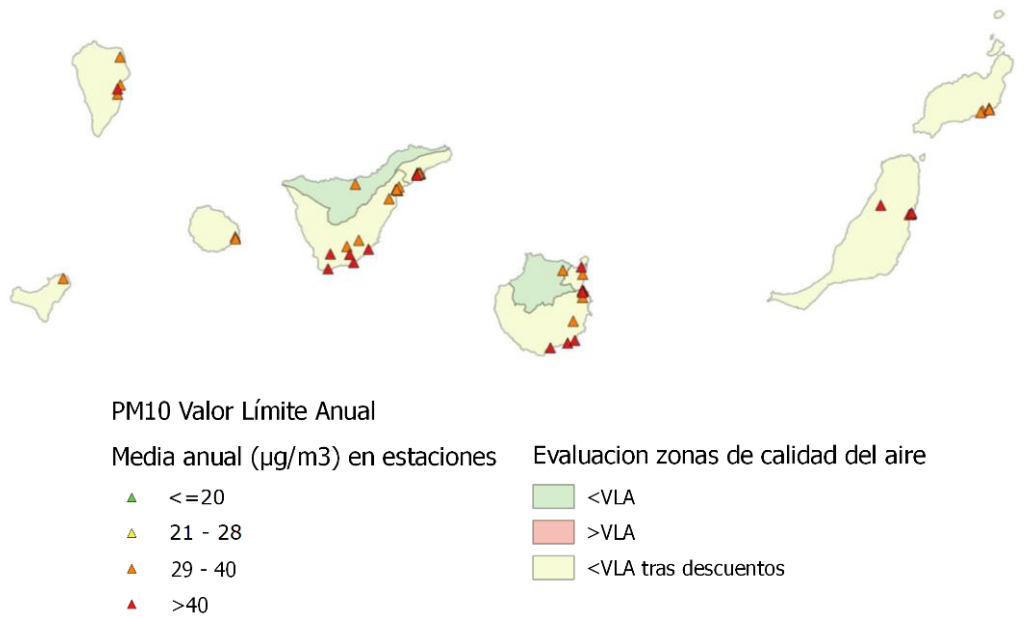 PM10 Valor Límite Anual
Media anual (µg/m3) en estaciones
<=20
21 - 28
29 - 40
>40
Evaluacion zonas de calidad del aire
<VLA
>VLA
<VLA tras descuentos